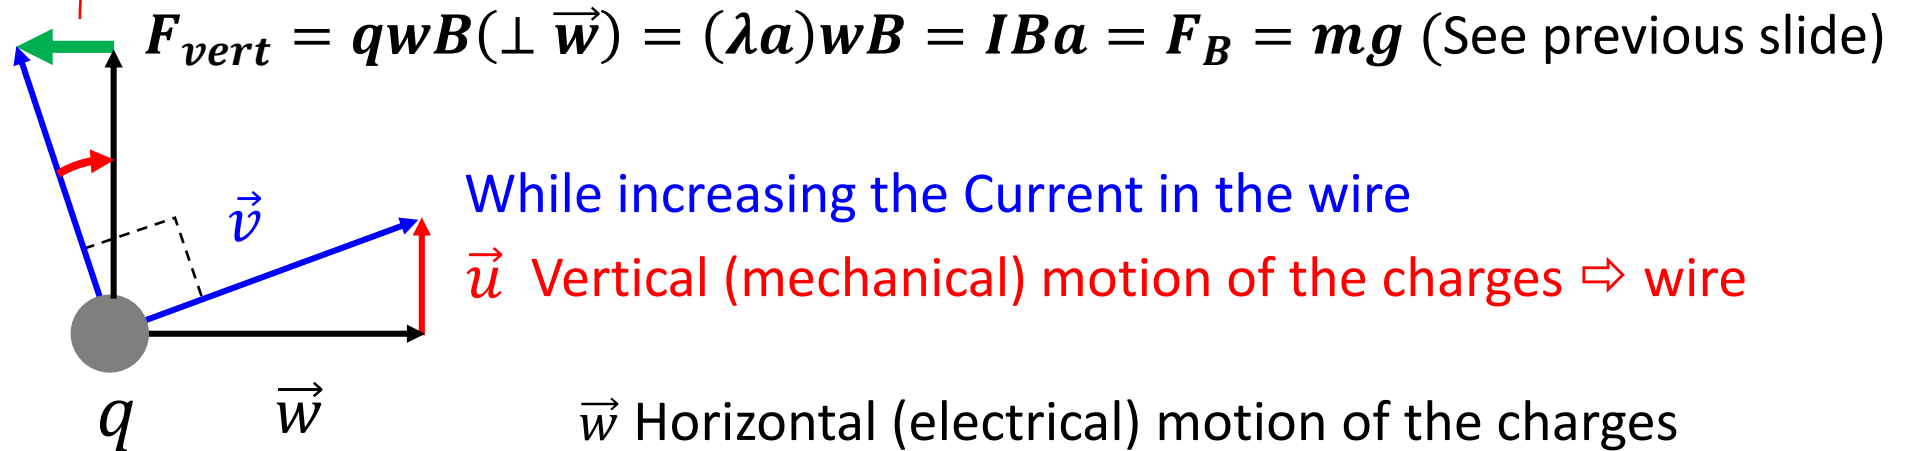 F⃗_vert = qwB(⊥ w⃗) = (λa)wB = IBa = F_B = mg (See previous slide)
While increasing the Current in the wire
v⃗
u⃗ Vertical (mechanical) motion of the charges ⇨ wire
q
w⃗
w⃗ Horizontal (electrical) motion of the charges